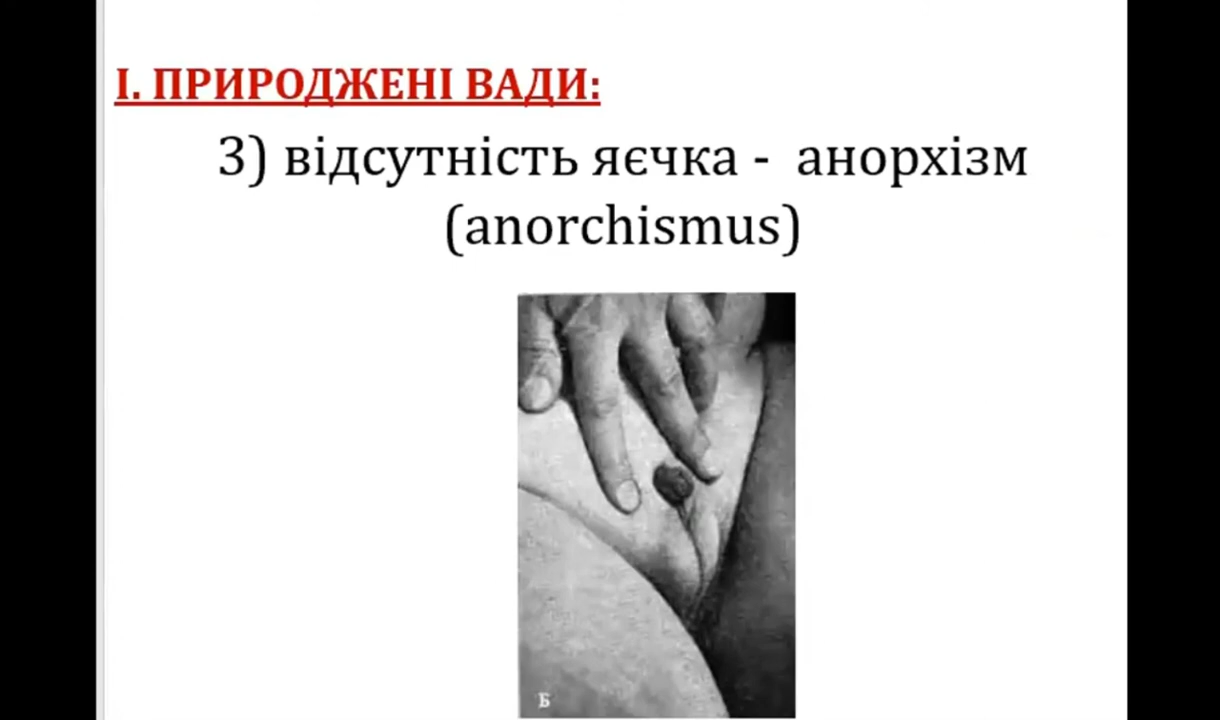 І. ПРИРОДЖЕНІ ВАДИ:
3) відсутність яєчка - анорхізм
(anorchismus)
Б